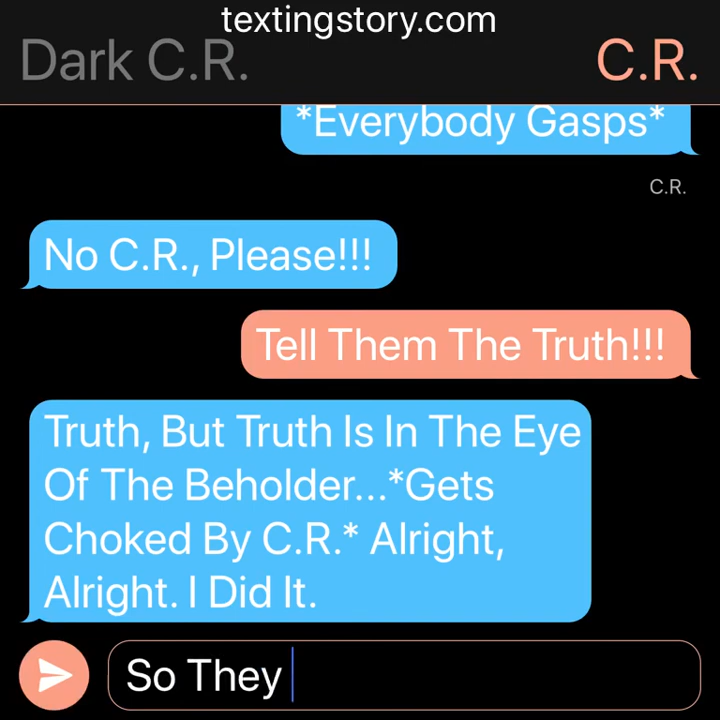 textingstory.com
Dark C.R.
C.R.
*Everybody Gasps*
C.R.
No C.R., Please!!!
Tell Them The Truth!!!
Truth, But Truth Is In The Eye
Of The Beholder...*Gets
Choked By C.R.* Alright,
Alright. I Did It.
So They